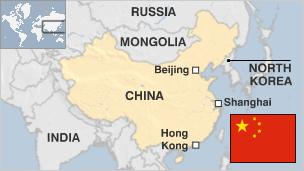 RUSSIA
MONGOLIA
Beijing
NORTH
KOREA
CHINA
Shanghai
INDIA
Hong
Kong